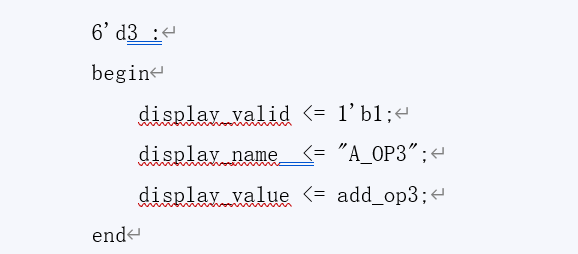 6'd3 :
begin
    display_valid <= 1'b1;
    display_name  <= "A_OP3";
    display_value <= add_op3;
end